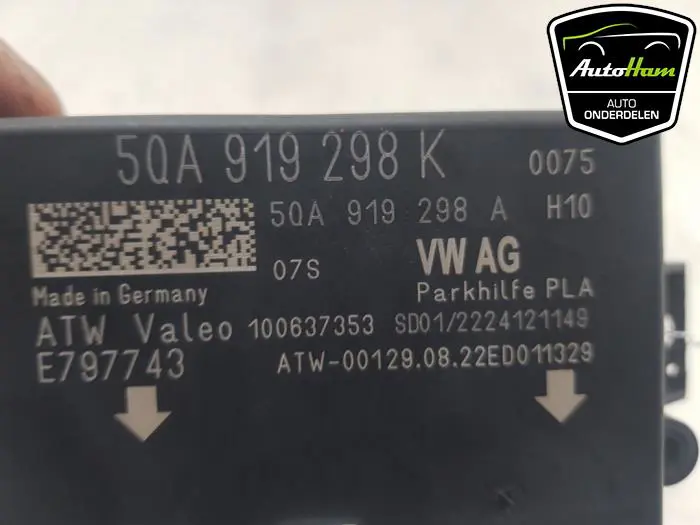 AutoHam
AUTO
ONDERDELEN
5QA 919 298 K 0075
5QA 919 298 A H10
07S VW AG
Made in Germany Parkhilfe PLA
ATW Valeo 100637353 SD01/2224121149
E797743 ATW-00129.08.22ED011329